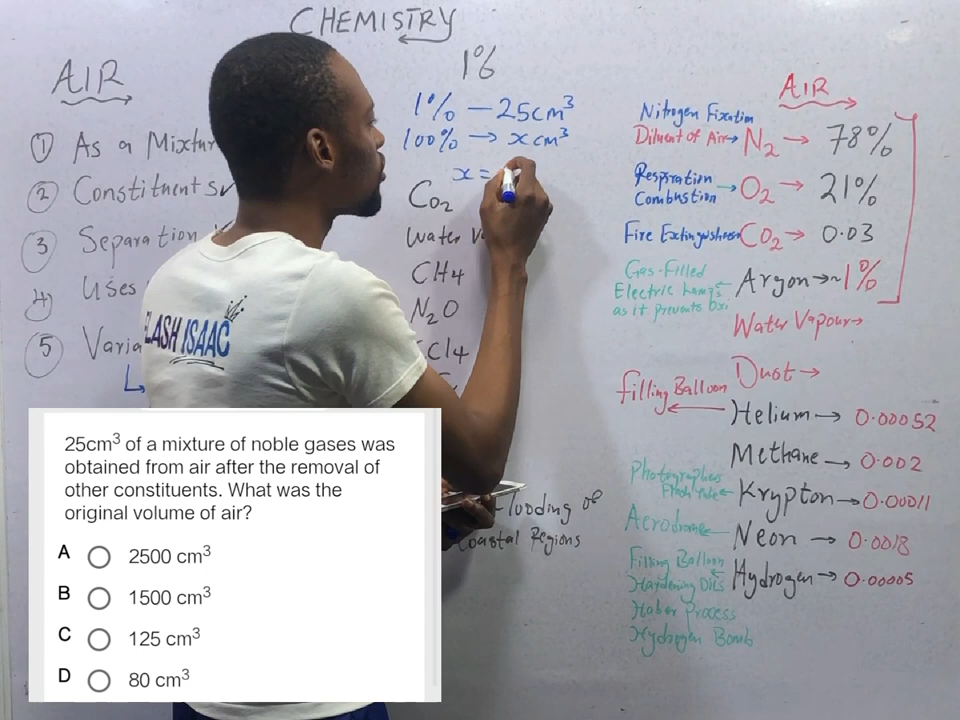 CHEMISTRY
AIR
① As a Mixtur
② Constituents
③ Separation
④ Uses
⑤ Varia
FLASH ISAAC
1%
1% — 25cm³
100% → x cm³
x =
CO₂
Water V
CH₄
N₂O
Cl₄
Flooding of
Coastal Regions
AIR
Nitrogen Fixation
Diluent of Air → N₂ → 78%
Respiration
Combustion → O₂ → 21%
Fire Extinguishers CO₂ → 0.03
Gas-Filled
Electric Lamps ← Argon → ~1%
as it prevents Oxi
Water Vapour →
Dust →
filling Balloon ← Helium → 0.00052
Methane → 0.002
Photographers
Flash tube ← Krypton → 0.00011
Aerodrome ← Neon → 0.0018
Filling Balloon ← Hydrogen → 0.00005
Hardening Oils
Haber Process
Hydrogen Bomb
25cm³ of a mixture of noble gases was
obtained from air after the removal of
other constituents. What was the
original volume of air?
A 2500 cm³
B 1500 cm³
C 125 cm³
D 80 cm³